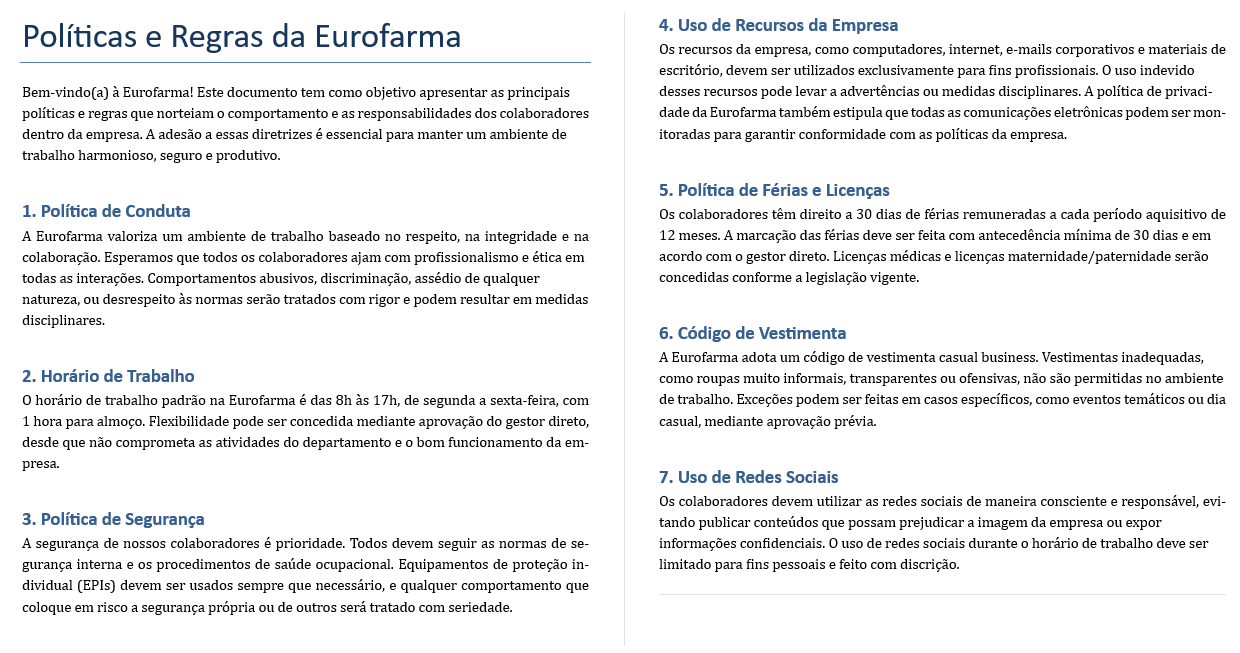 Políticas e Regras da Eurofarma
Bem-vindo(a) à Eurofarma! Este documento tem como objetivo apresentar as principais
políticas e regras que norteiam o comportamento e as responsabilidades dos colaboradores
dentro da empresa. A adesão a essas diretrizes é essencial para manter um ambiente de
trabalho harmonioso, seguro e produtivo.
1. Política de Conduta
A Eurofarma valoriza um ambiente de trabalho baseado no respeito, na integridade e na
colaboração. Esperamos que todos os colaboradores ajam com profissionalismo e ética em
todas as interações. Comportamentos abusivos, discriminação, assédio de qualquer
natureza, ou desrespeito às normas serão tratados com rigor e podem resultar em medidas
disciplinares.
2. Horário de Trabalho
O horário de trabalho padrão na Eurofarma é das 8h às 17h, de segunda a sexta-feira, com
1 hora para almoço. Flexibilidade pode ser concedida mediante aprovação do gestor direto,
desde que não comprometa as atividades do departamento e o bom funcionamento da em-
presa.
3. Política de Segurança
A segurança de nossos colaboradores é prioridade. Todos devem seguir as normas de se-
gurança interna e os procedimentos de saúde ocupacional. Equipamentos de proteção in-
dividual (EPIs) devem ser usados sempre que necessário, e qualquer comportamento que
coloque em risco a segurança própria ou de outros será tratado com seriedade.
4. Uso de Recursos da Empresa
Os recursos da empresa, como computadores, internet, e-mails corporativos e materiais de
escritório, devem ser utilizados exclusivamente para fins profissionais. O uso indevido
desses recursos pode levar a advertências ou medidas disciplinares. A política de privaci-
dade da Eurofarma também estipula que todas as comunicações eletrônicas podem ser mon-
itoradas para garantir conformidade com as políticas da empresa.
5. Política de Férias e Licenças
Os colaboradores têm direito a 30 dias de férias remuneradas a cada período aquisitivo de
12 meses. A marcação das férias deve ser feita com antecedência mínima de 30 dias e em
acordo com o gestor direto. Licenças médicas e licenças maternidade/paternidade serão
concedidas conforme a legislação vigente.
6. Código de Vestimenta
A Eurofarma adota um código de vestimenta casual business. Vestimentas inadequadas,
como roupas muito informais, transparentes ou ofensivas, não são permitidas no ambiente
de trabalho. Exceções podem ser feitas em casos específicos, como eventos temáticos ou dia
casual, mediante aprovação prévia.
7. Uso de Redes Sociais
Os colaboradores devem utilizar as redes sociais de maneira consciente e responsável, evi-
tando publicar conteúdos que possam prejudicar a imagem da empresa ou expor
informações confidenciais. O uso de redes sociais durante o horário de trabalho deve ser
limitado para fins pessoais e feito com discrição.